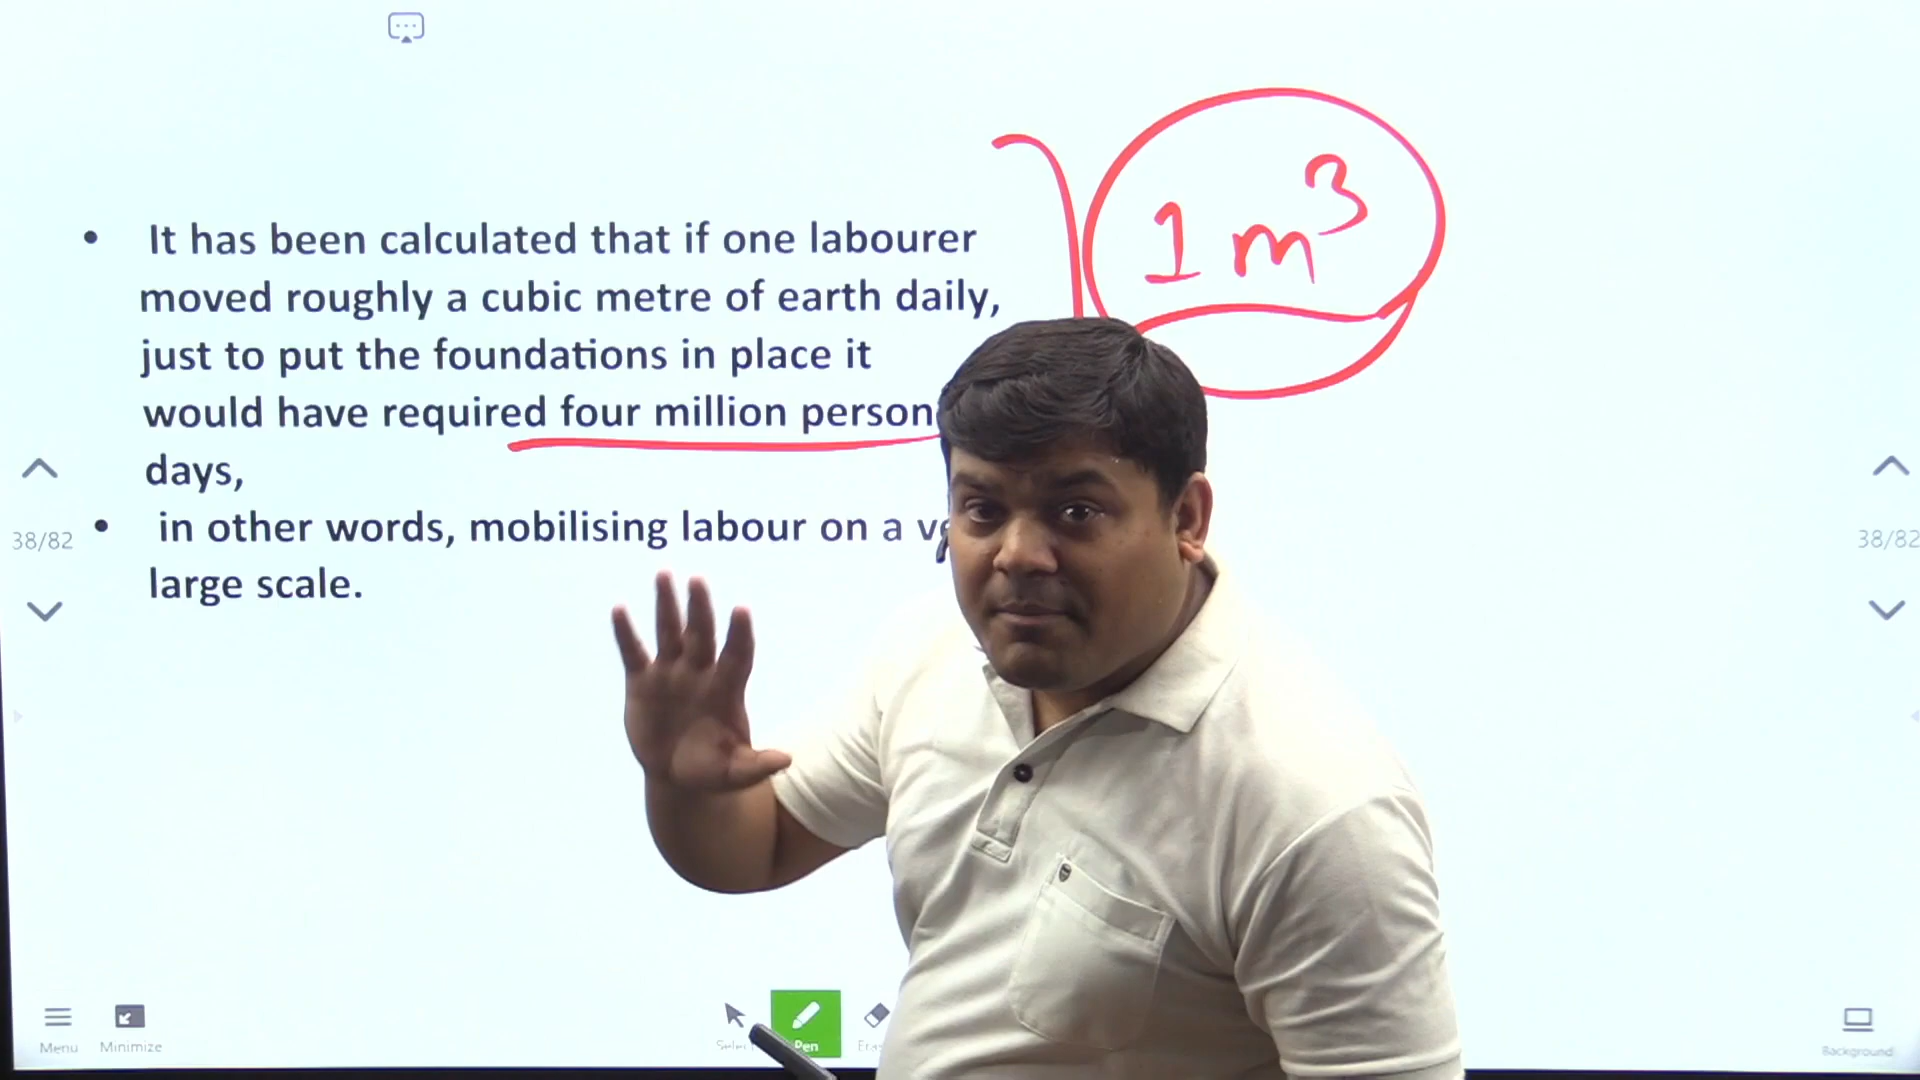 1 m³
• It has been calculated that if one labourer
moved roughly a cubic metre of earth daily,
just to put the foundations in place it
would have required four million person
days,
• in other words, mobilising labour on a
large scale.
38/82
38/82
Menu
Minimize
Select
Pen
Background